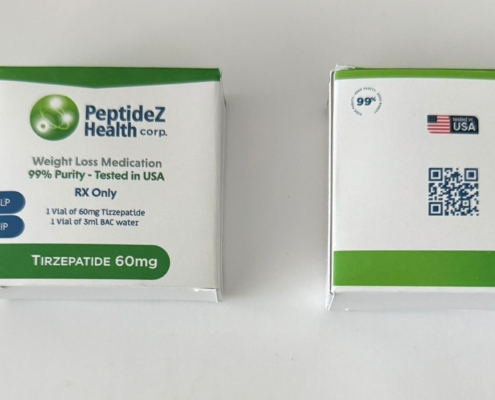 PeptideZ
Health corp.
Weight Loss Medication
99% Purity - Tested in USA
RX Only
1 Vial of 60mg Tirzepatide
1 Vial of 3ml BAC water
LP
IP
TIRZEPATIDE 60mg
99%
tested in
USA